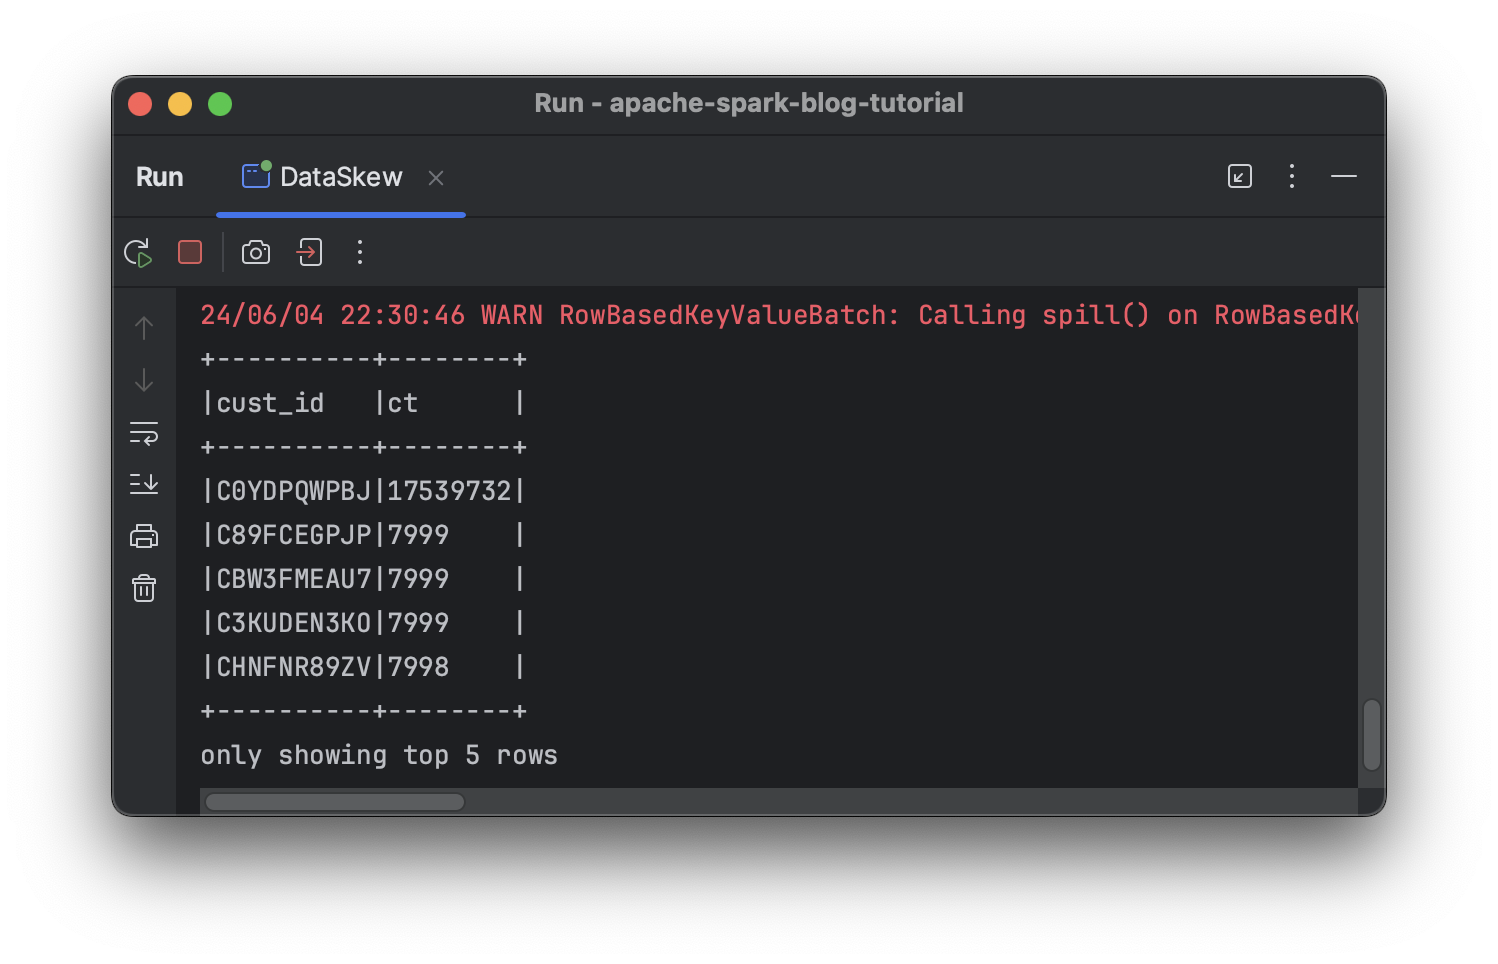 Run - apache-spark-blog-tutorial
Run DataSkew
24/06/04 22:30:46 WARN RowBasedKeyValueBatch: Calling spill() on RowBasedK
+----------+--------+
|cust_id   |ct      |
+----------+--------+
|C0YDPQWPBJ|17539732|
|C89FCEGPJP|7999    |
|CBW3FMEAU7|7999    |
|C3KUDEN3KO|7999    |
|CHNFNR89ZV|7998    |
+----------+--------+
only showing top 5 rows